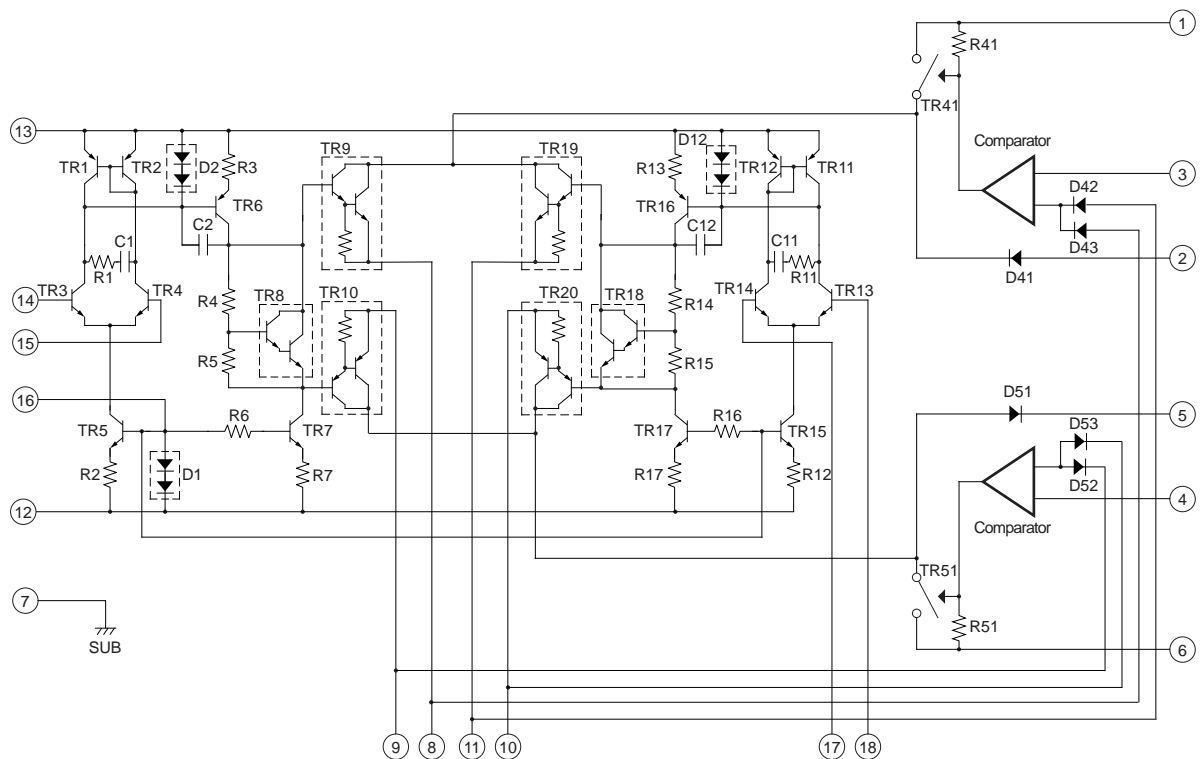 1
R41
TR41
13
Comparator
TR1
TR2
D2
R3
TR9
TR19
R13
D12
TR12
TR11
3
D42
TR6
TR16
C2
C12
D43
2
D41
R1
C1
C11
R11
14
TR3
TR4
R4
TR8
TR10
TR20
TR18
R14
TR14
TR13
15
R5
R15
16
D51
5
D53
TR5
R6
TR7
TR17
R16
TR15
R2
D1
R7
R17
R12
D52
4
12
Comparator
TR51
7
R51
SUB
6
9
8
11
10
17
18